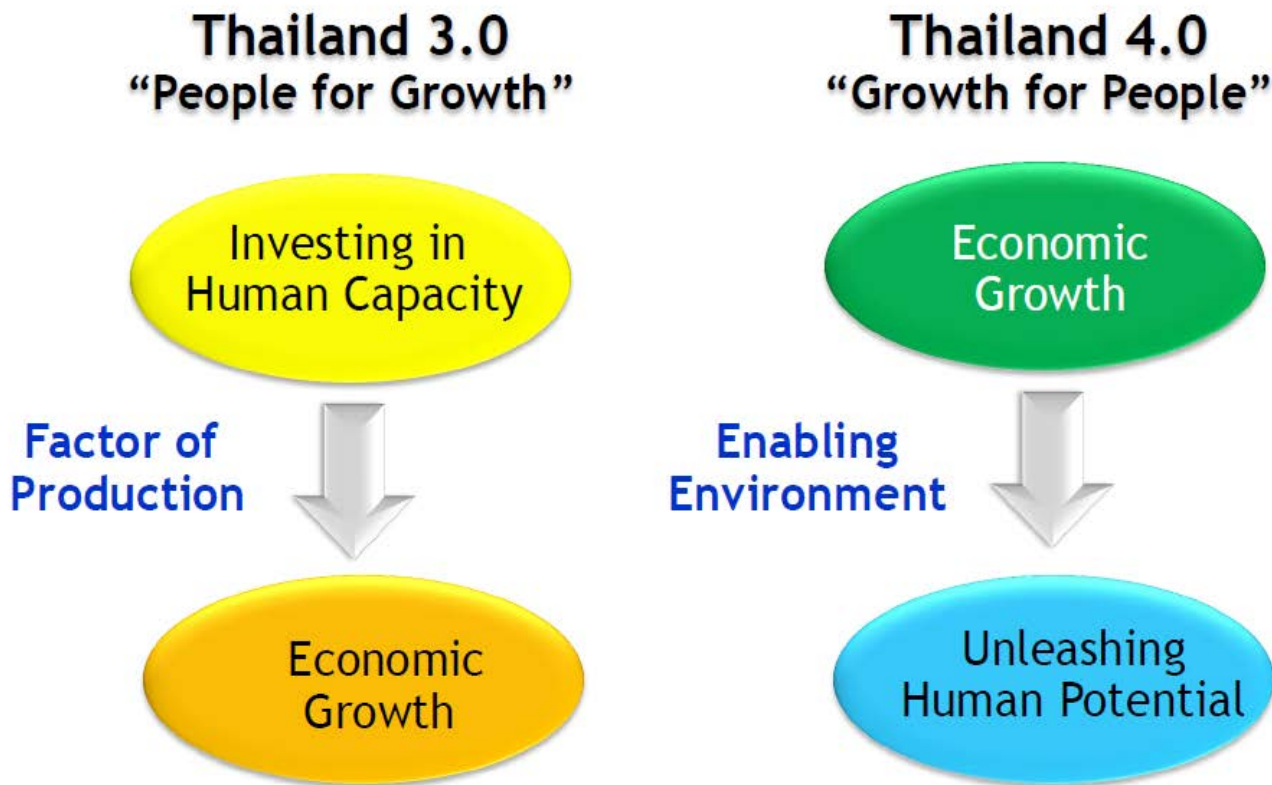 Thailand 3.0
“People for Growth”
Investing in
Human Capacity
Factor of
Production
Economic
Growth
Thailand 4.0
“Growth for People”
Economic
Growth
Enabling
Environment
Unleashing
Human Potential